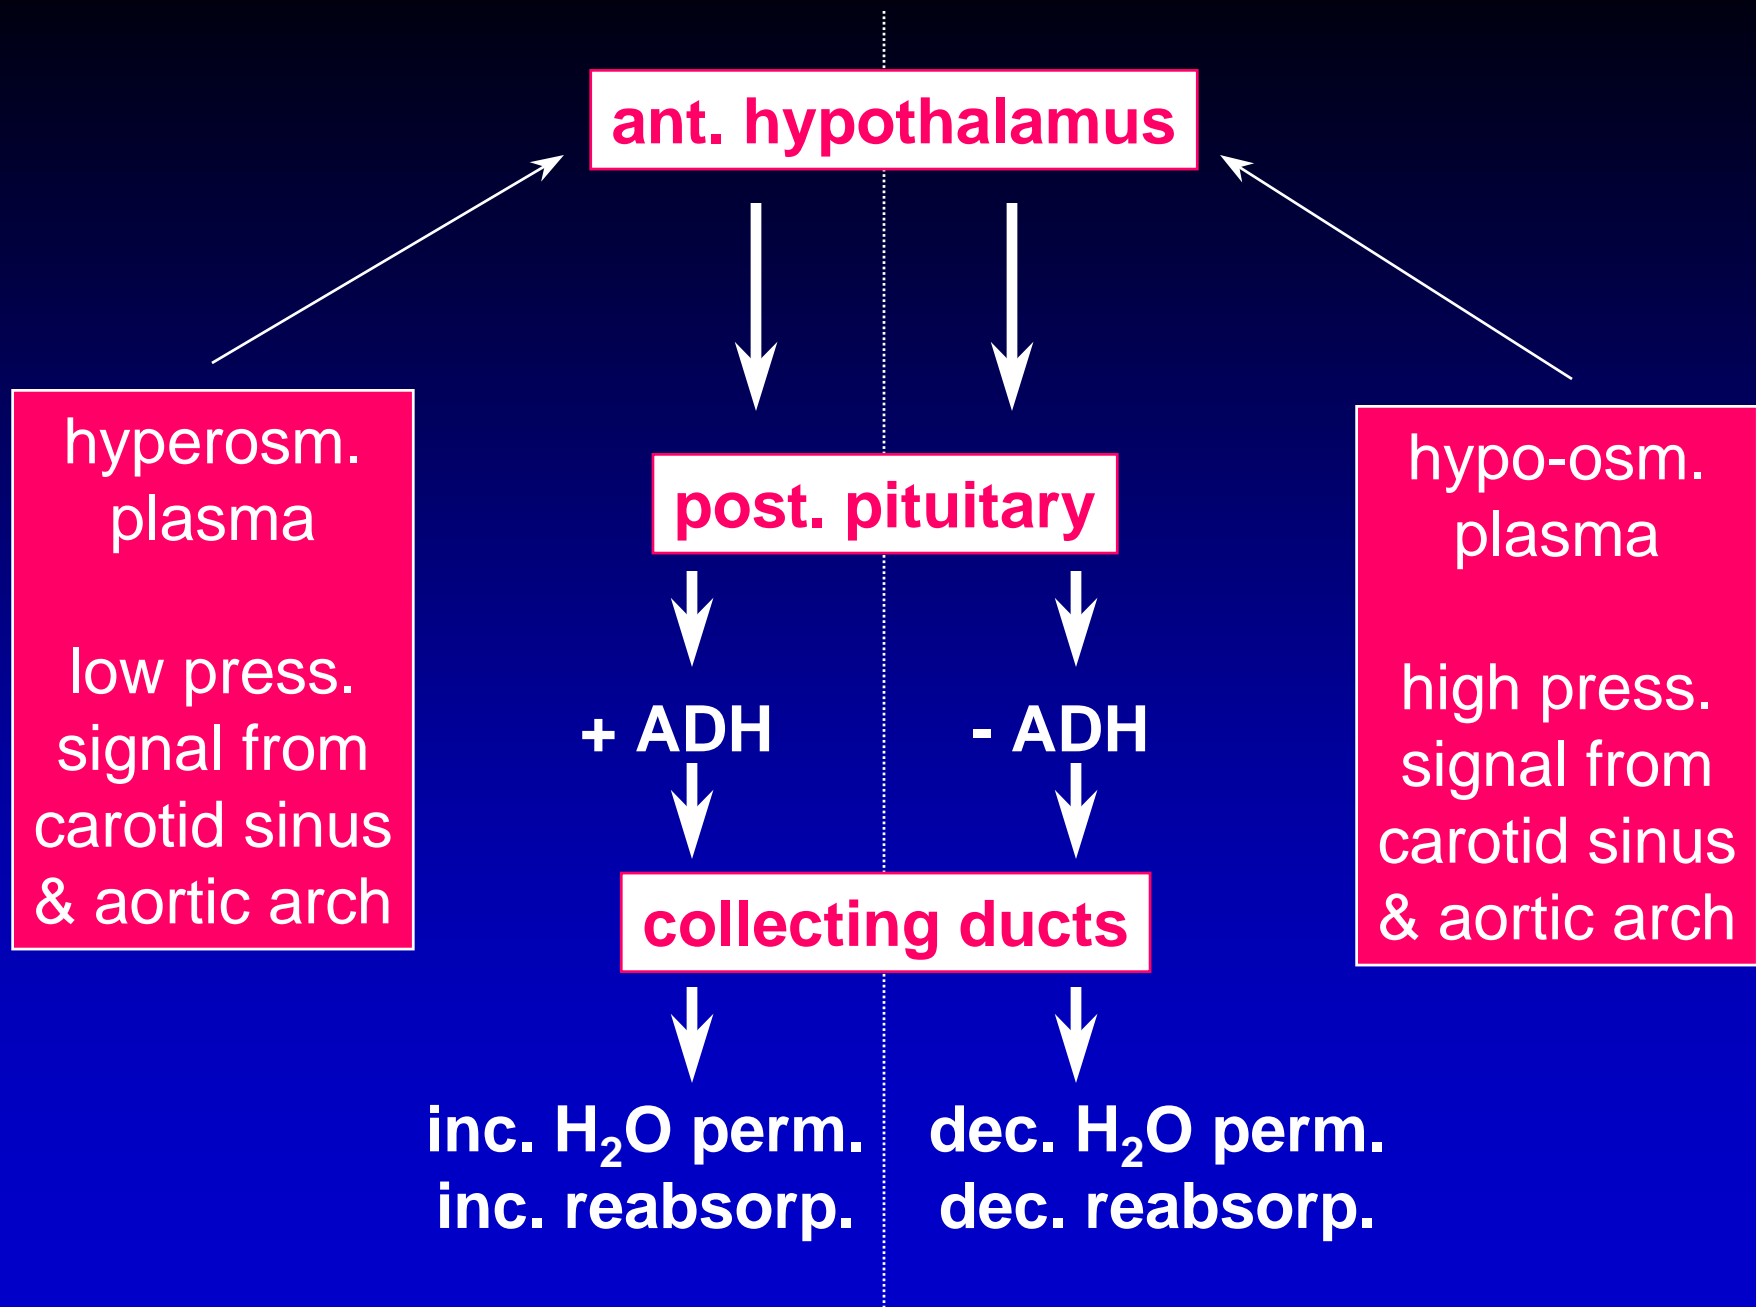 ant. hypothalamus
hyperosm.
plasma
low press.
signal from
carotid sinus
& aortic arch
post. pituitary
+ ADH
- ADH
collecting ducts
inc. H₂O perm.
inc. reabsorp.
dec. H₂O perm.
dec. reabsorp.
hypo-osm.
plasma
high press.
signal from
carotid sinus
& aortic arch